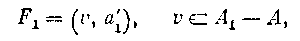 F₁ = (v, a′₁), v ⊂ A₁ − A,